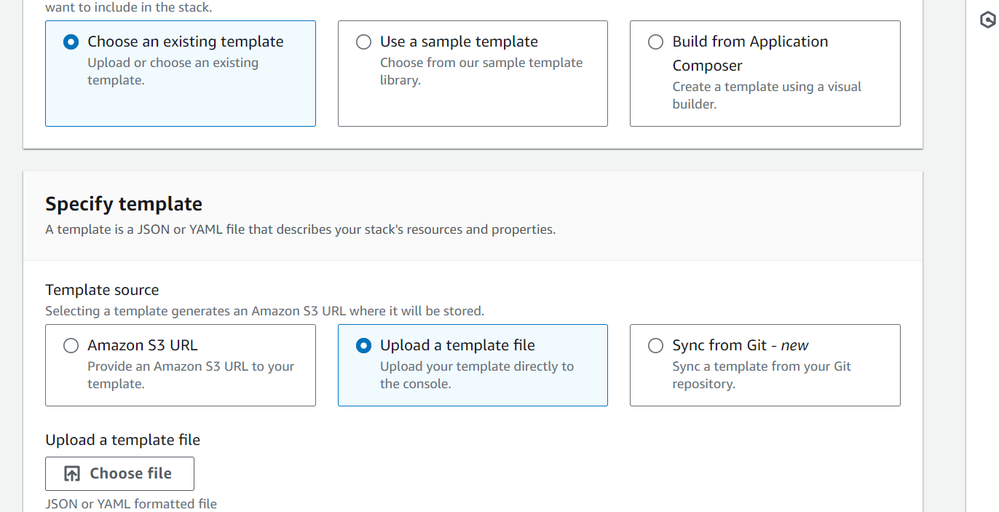 want to include in the stack.
Choose an existing template
Upload or choose an existing
template.
Use a sample template
Choose from our sample template
library.
Build from Application
Composer
Create a template using a visual
builder.
Specify template
A template is a JSON or YAML file that describes your stack's resources and properties.
Template source
Selecting a template generates an Amazon S3 URL where it will be stored.
Amazon S3 URL
Provide an Amazon S3 URL to your
template.
Upload a template file
Upload your template directly to
the console.
Sync from Git - new
Sync a template from your Git
repository.
Upload a template file
Choose file
JSON or YAML formatted file